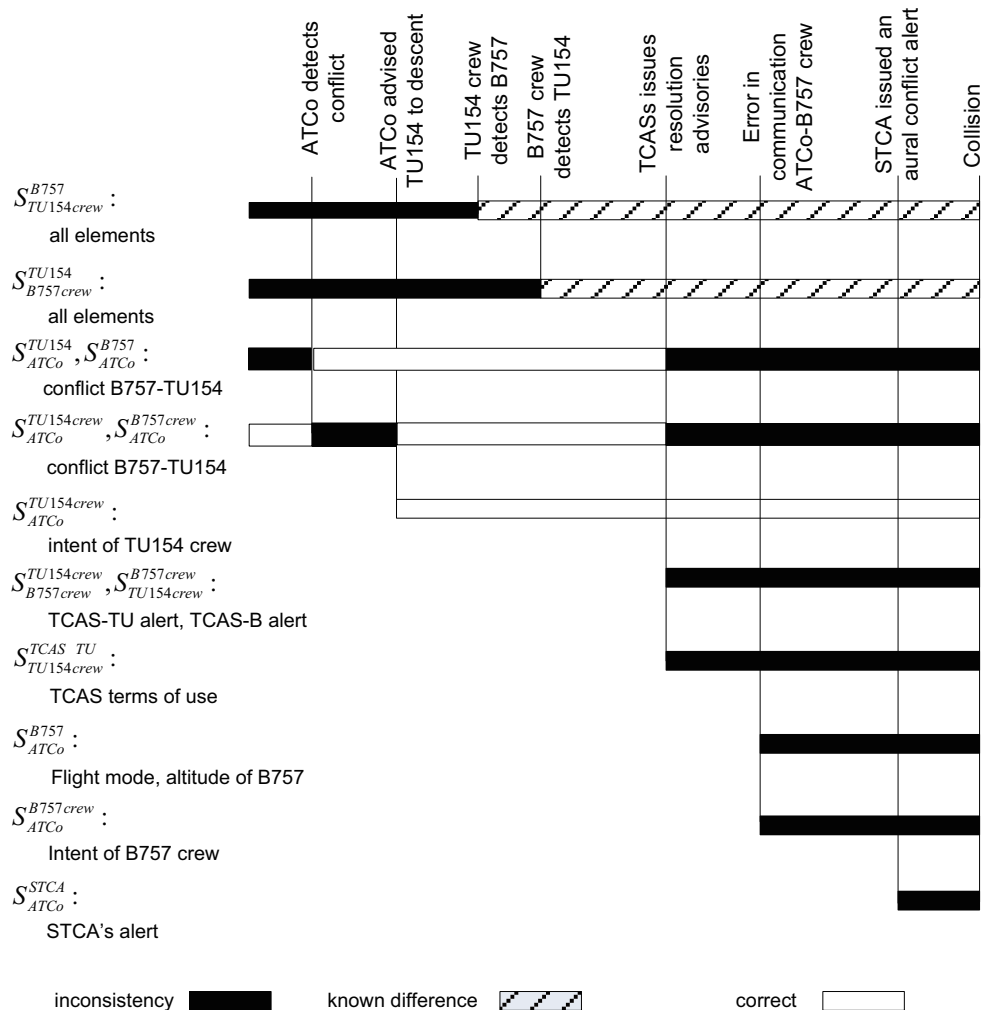 ATCo detects
conflict
ATCo advised
TU154 to descent
TU154 crew
detects B757
B757 crew
detects TU154
TCASs issues
resolution
advisories
Error in
communication
ATCo-B757 crew
STCA issued an
aural conflict alert
Collision
S^{B757}_{TU154crew} :
all elements
S^{TU154}_{B757crew} :
all elements
S^{TU154}_{ATCo} , S^{B757}_{ATCo} :
conflict B757-TU154
S^{TU154crew}_{ATCo} , S^{B757crew}_{ATCo} :
conflict B757-TU154
S^{TU154crew}_{ATCo} :
intent of TU154 crew
S^{TU154crew}_{B757crew} , S^{B757crew}_{TU154crew} :
TCAS-TU alert, TCAS-B alert
S^{TCAS TU}_{TU154crew} :
TCAS terms of use
S^{B757}_{ATCo} :
Flight mode, altitude of B757
S^{B757crew}_{ATCo} :
Intent of B757 crew
S^{STCA}_{ATCo} :
STCA's alert
inconsistency known difference correct